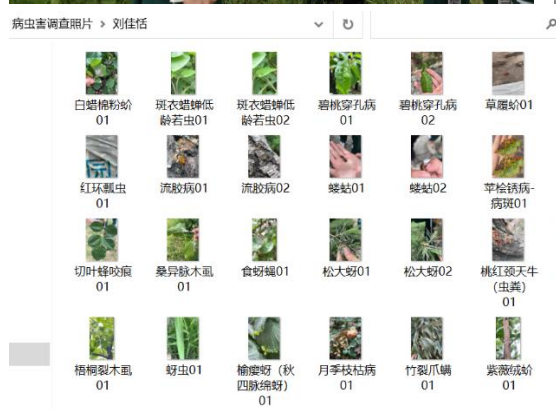 病虫害调查照片 › 刘佳恬
白蜡棉粉蚧
01
斑衣蜡蝉低
龄若虫01
斑衣蜡蝉低
龄若虫02
碧桃穿孔病
01
碧桃穿孔病
02
草履蚧01
红环瓢虫
01
流胶病01
流胶病02
蝼蛄01
蝼蛄02
苹桧锈病-
病斑01
切叶蜂咬痕
01
桑异脉木虱
01
食蚜蝇01
松大蚜01
松大蚜02
桃红颈天牛
（虫粪）
01
梧桐裂木虱
01
蚜虫01
榆瘿蚜（秋
四脉绵蚜）
01
月季枝枯病
01
竹裂爪螨
01
紫薇绒蚧
01